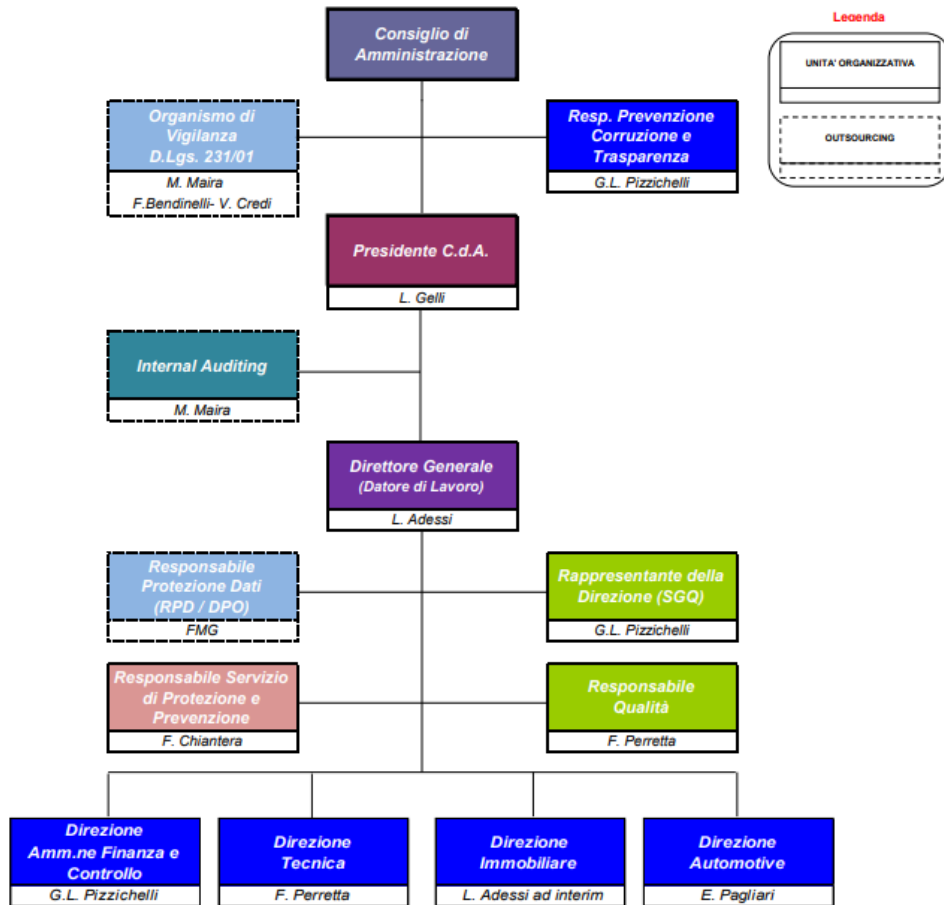 Consiglio di
Amministrazione
Legenda
UNITA' ORGANIZZATIVA
OUTSOURCING
Organismo di
Vigilanza
D.Lgs. 231/01
M. Maira
F.Bendinelli- V. Credi
Resp. Prevenzione
Corruzione e
Trasparenza
G.L. Pizzichelli
Presidente C.d.A.
L. Gelli
Internal Auditing
M. Maira
Direttore Generale
(Datore di Lavoro)
L. Adessi
Responsabile
Protezione Dati
(RPD / DPO)
FMG
Rappresentante della
Direzione (SGQ)
G.L. Pizzichelli
Responsabile Servizio
di Protezione e
Prevenzione
F. Chiantera
Responsabile
Qualità
F. Perretta
Direzione
Amm.ne Finanza e
Controllo
G.L. Pizzichelli
Direzione
Tecnica
F. Perretta
Direzione
Immobiliare
L. Adessi ad interim
Direzione
Automotive
E. Pagliari